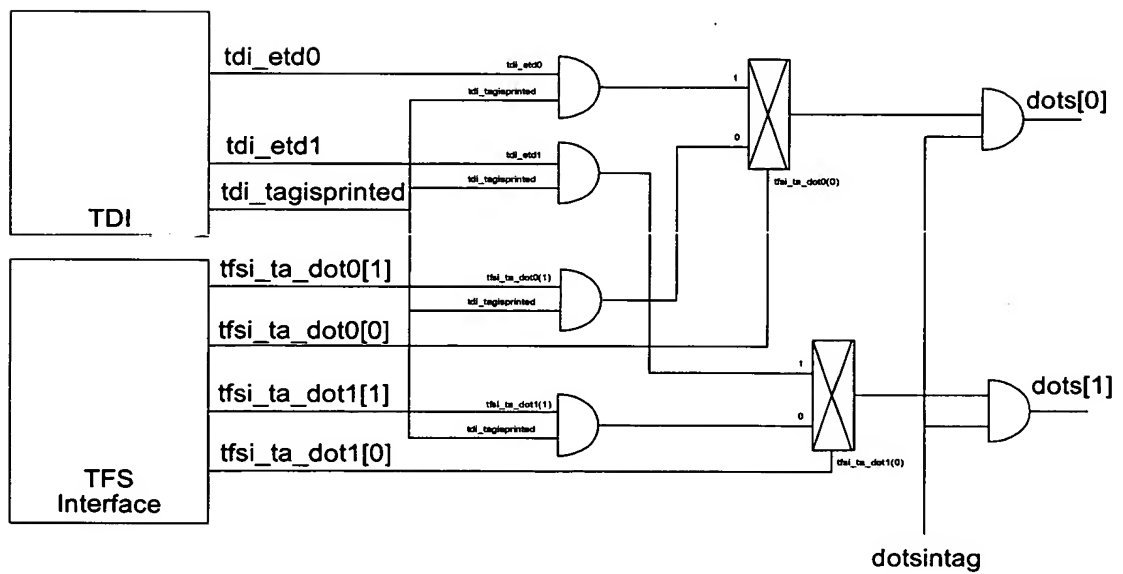 tdi_etd0
tdi_etd0
tdi_tagisprinted
1
dots[0]
tdi_etd1
tdi_etd1
0
tdi_tagisprinted
tfsi_ta_dot0(0)
tdi_tagisprinted
TDI
tfsi_ta_dot0[1]
tfsi_ta_dot0(1)
tdi_tagisprinted
tfsi_ta_dot0[0]
1
tfsi_ta_dot1[1]
dots[1]
tfsi_ta_dot1(1)
0
tdi_tagisprinted
tfsi_ta_dot1[0]
tfsi_ta_dot1(0)
TFS
Interface
dotsintag